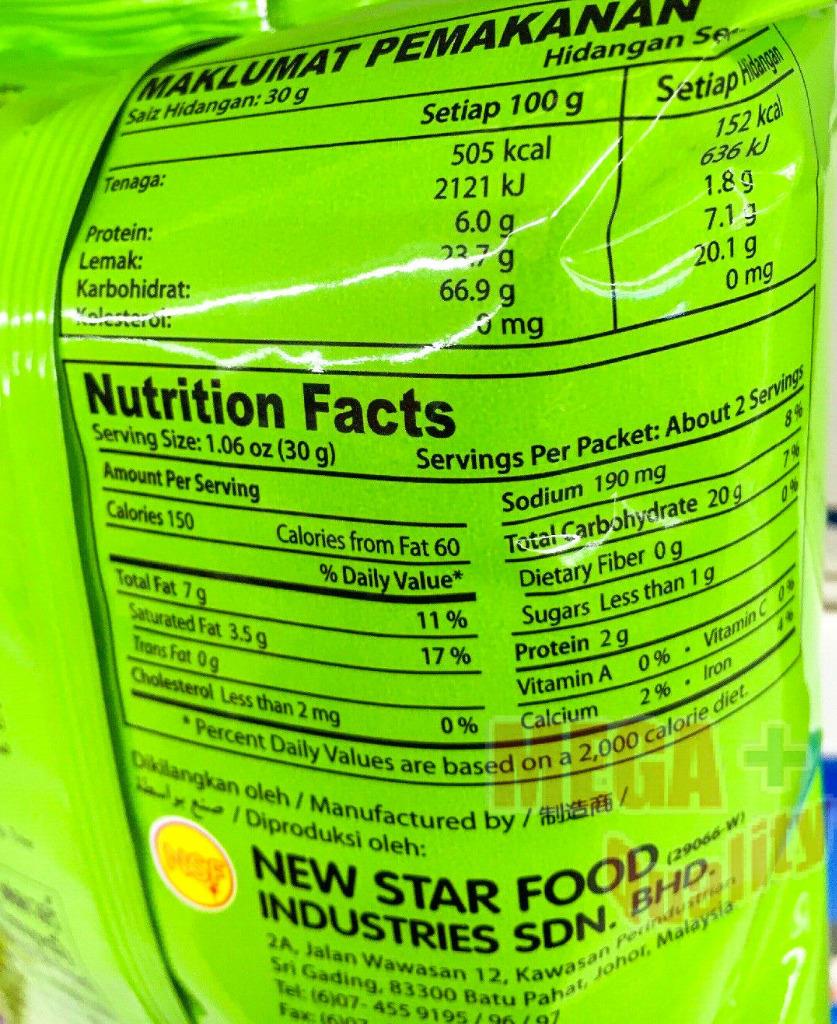 MAKLUMAT PEMAKANAN
Saiz Hidangan: 30 g
Hidangan
Setiap 100 g
Setiap Hidangan
Tenaga:
505 kcal
152 kcal
2121 kJ
636 kJ
Protein:
6.0 g
1.8 g
Lemak:
23.7 g
7.1 g
Karbohidrat:
66.9 g
20.1 g
Kolesterol:
0 mg
0 mg
Nutrition Facts
Serving Size: 1.06 oz (30 g)
Servings Per Packet: About 2 Servings
Amount Per Serving
Calories 150
Calories from Fat 60
% Daily Value*
Total Fat 7 g
11 %
Saturated Fat 3.5 g
17 %
Trans Fat 0 g
Cholesterol Less than 2 mg
0 %
Sodium 190 mg
8 %
Total Carbohydrate 20 g
7 %
Dietary Fiber 0 g
0 %
Sugars Less than 1 g
Protein 2 g
Vitamin A 0 % • Vitamin C 0 %
Calcium 2 % • Iron 4 %
* Percent Daily Values are based on a 2,000 calorie diet.
Dikilangkan oleh / Manufactured by / 制造商 /
صنع بواسطة / Diproduksi oleh:
NSF
NEW STAR FOOD (29066-W)
INDUSTRIES SDN. BHD.
2A, Jalan Wawasan 12, Kawasan Perindustrian
Sri Gading, 83300 Batu Pahat, Johor, Malaysia
Tel: (6)07- 455 9195 / 96 / 97
Fax:
MEGA +
Quality